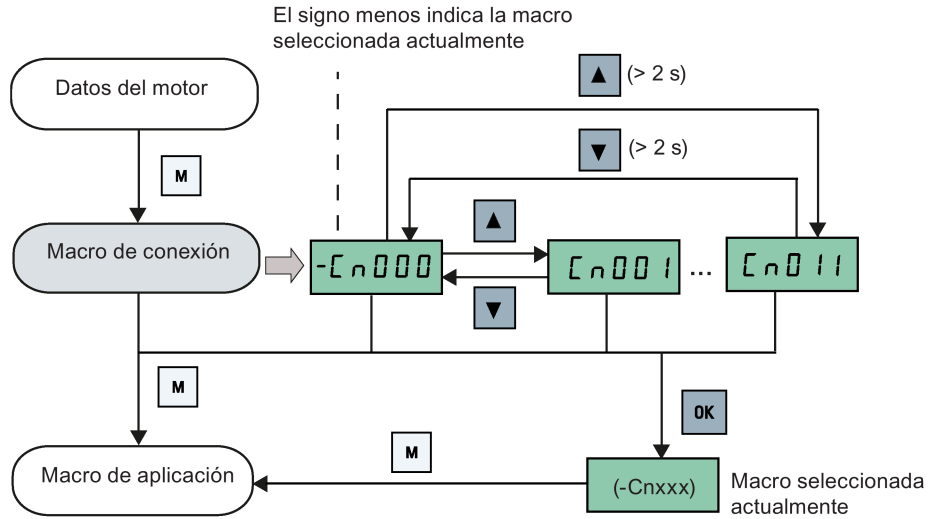 El signo menos indica la macro
seleccionada actualmente
Datos del motor
(> 2 s)
(> 2 s)
M
Macro de conexión
-Cn000
Cn001
...
Cn011
M
OK
M
Macro de aplicación
(-Cnxxx)
Macro seleccionada
actualmente